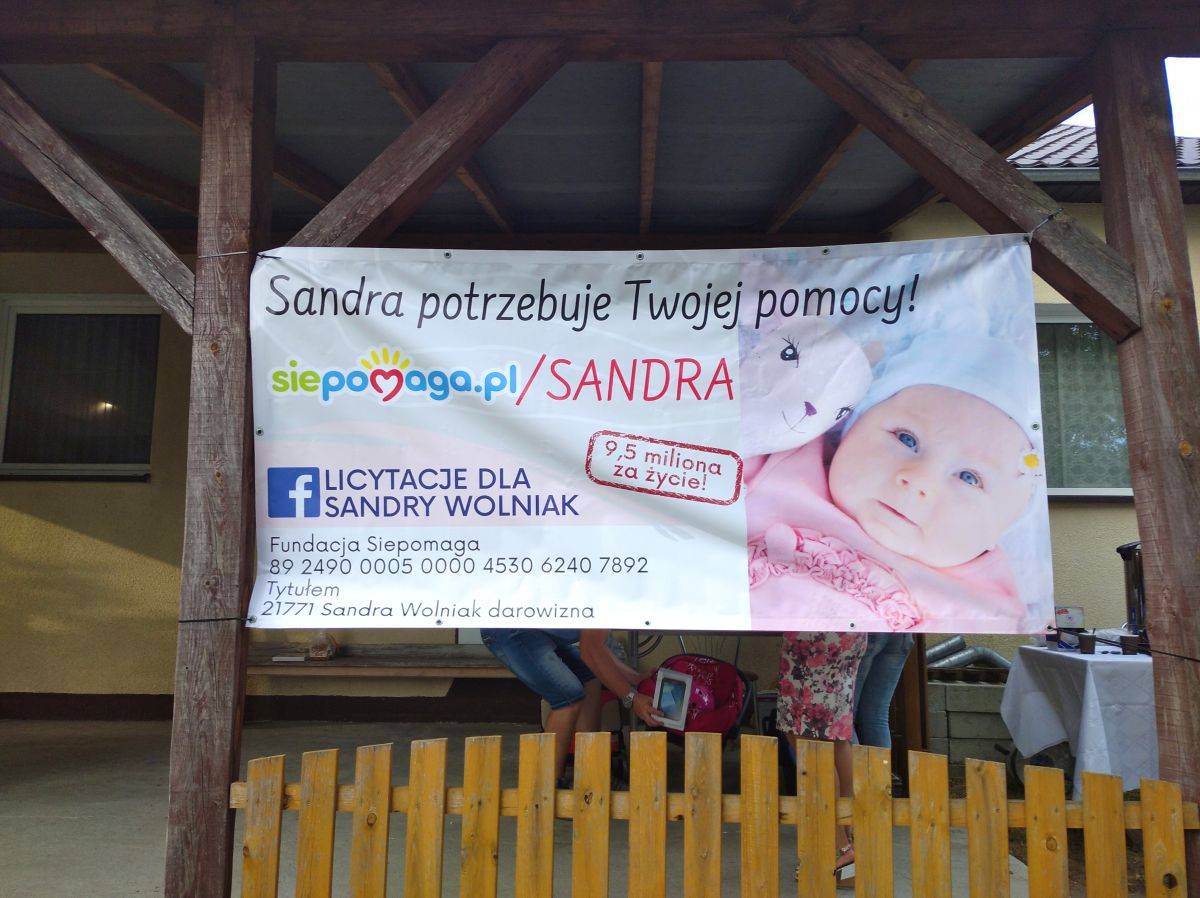 Sandra potrzebuje Twojej pomocy!
siepomaga.pl/SANDRA
9,5 miliona
za życie!
f LICYTACJE DLA
SANDRY WOLNIAK
Fundacja Siepomaga
89 2490 0005 0000 4530 6240 7892
Tytułem
21771 Sandra Wolniak darowizna